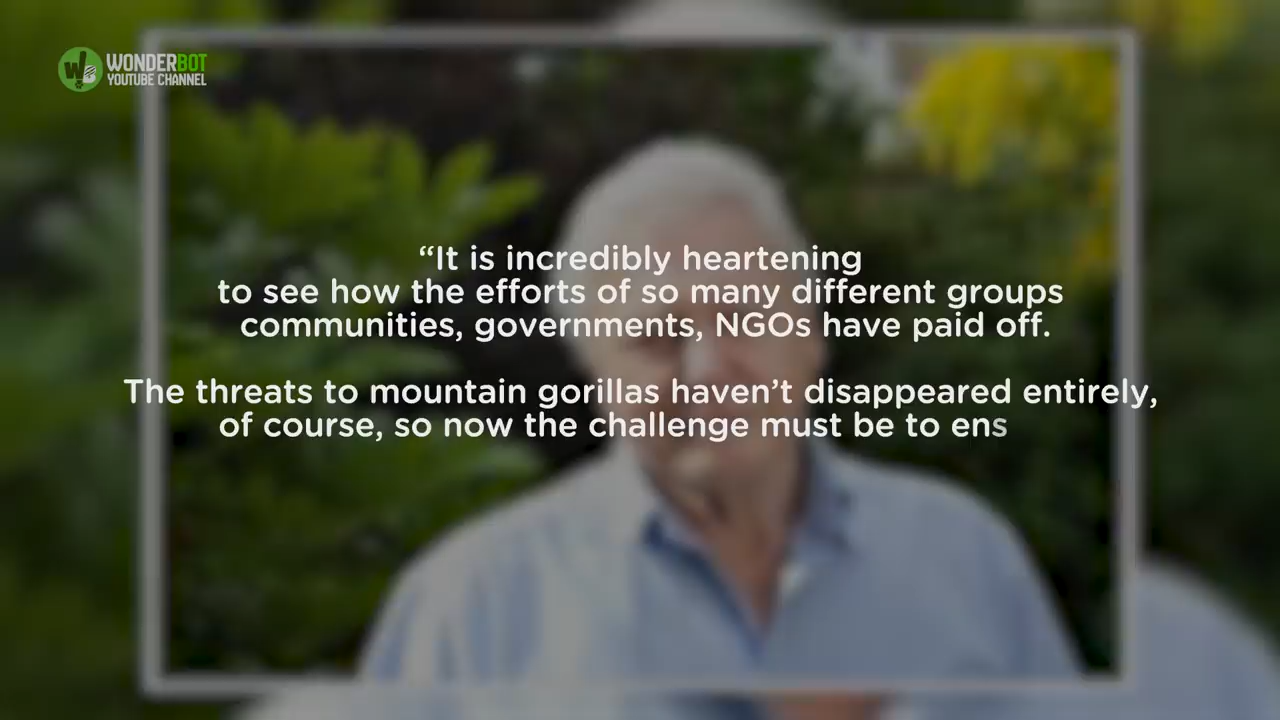 WONDERBOT
YOUTUBE CHANNEL
“It is incredibly heartening
to see how the efforts of so many different groups
communities, governments, NGOs have paid off.
The threats to mountain gorillas haven’t disappeared entirely,
of course, so now the challenge must be to ens